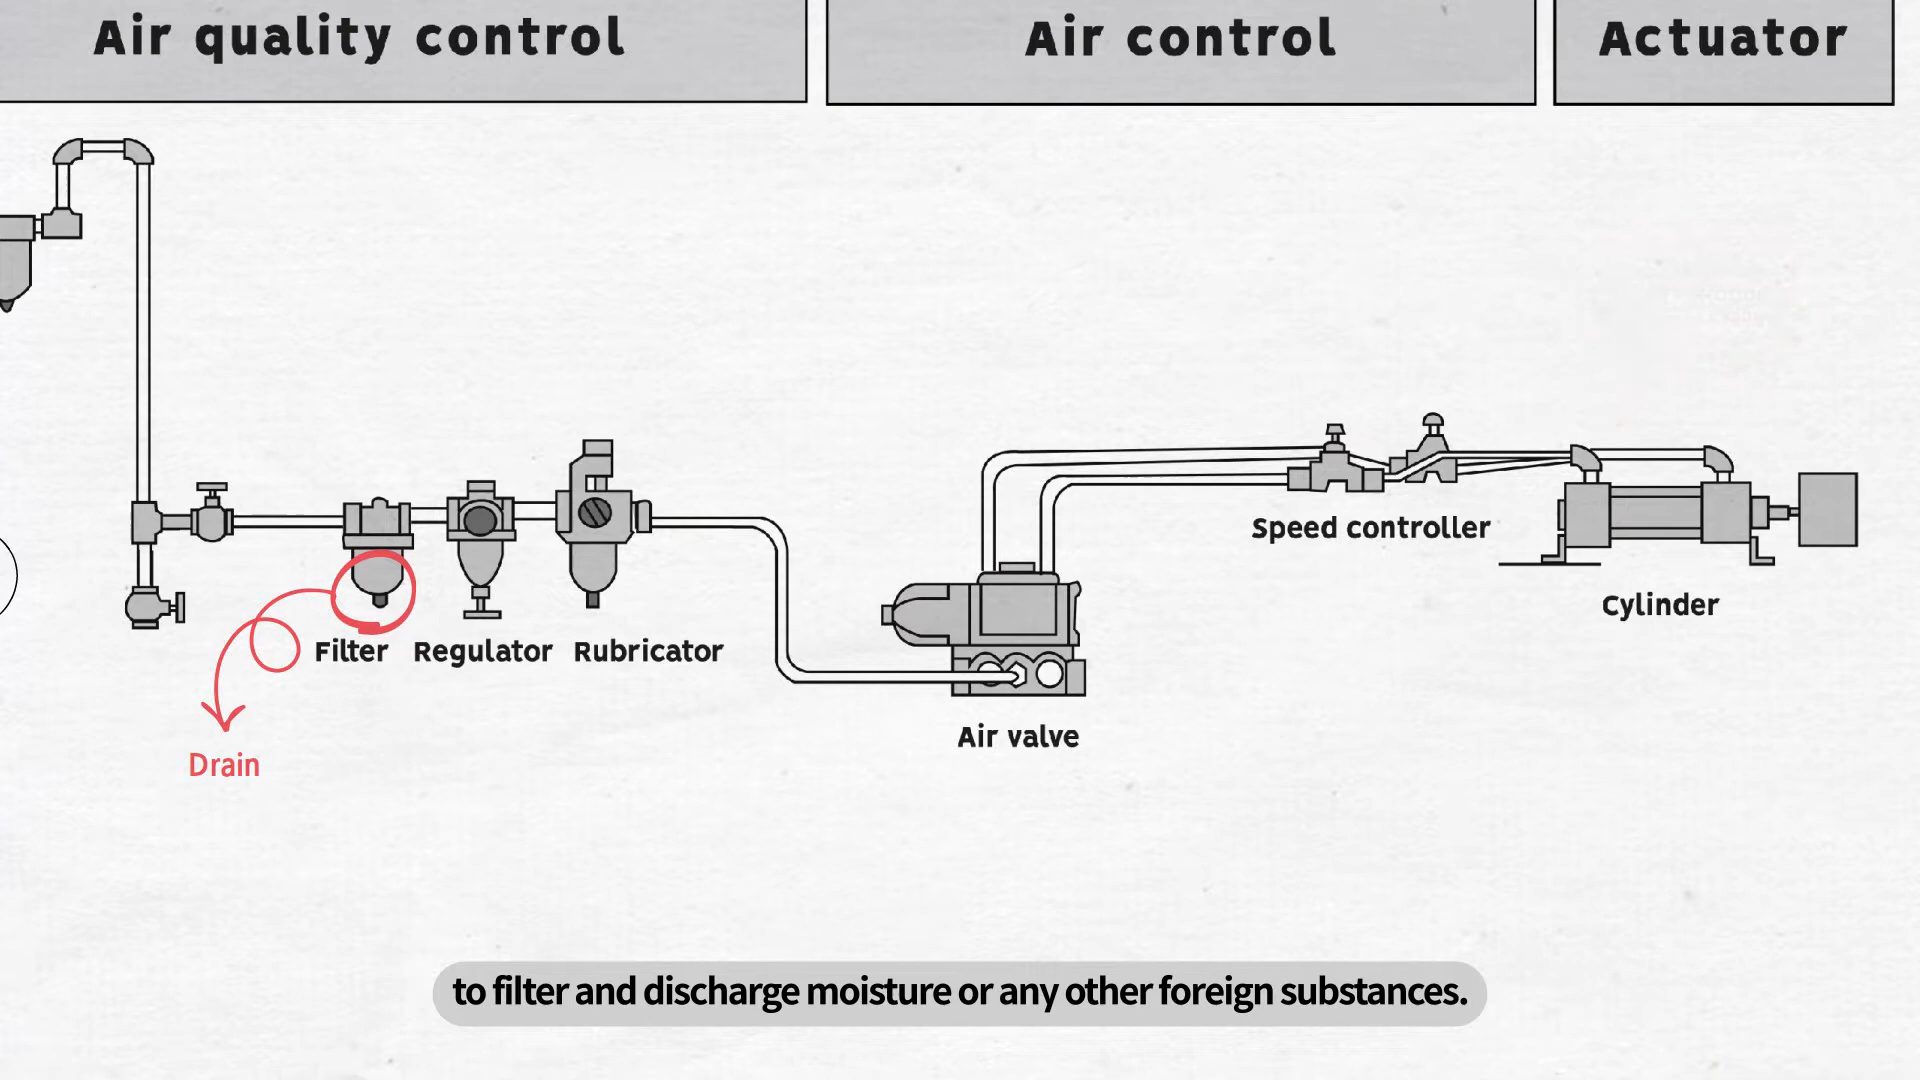 Air quality control
Air control
Actuator
Speed controller
Cylinder
Filter
Regulator
Rubricator
Air valve
Drain
to filter and discharge moisture or any other foreign substances.